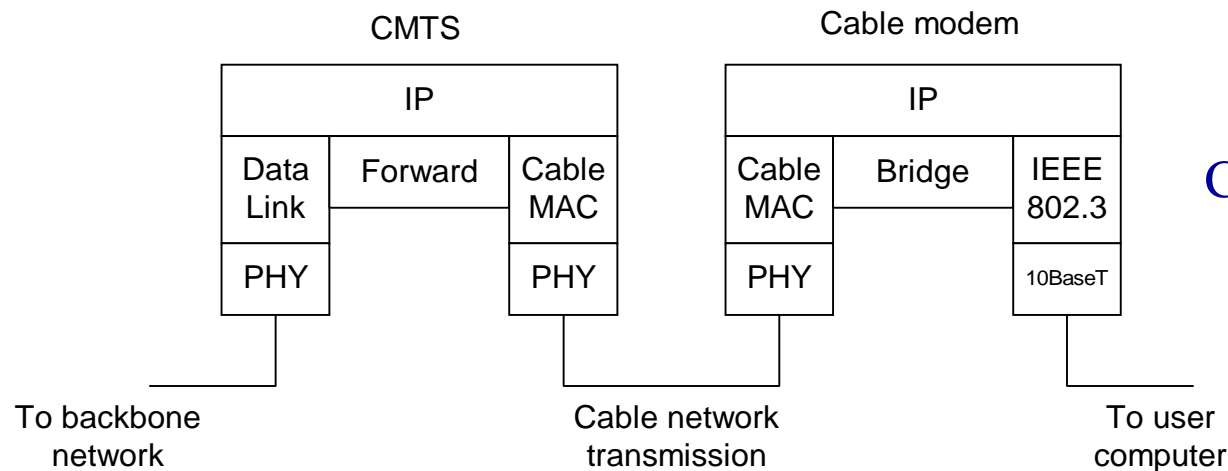 CMTS
Cable modem
IP
IP
Data
Link
Forward
Cable
MAC
Cable
MAC
Bridge
IEEE
802.3
PHY
PHY
PHY
10BaseT
To backbone
network
Cable network
transmission
To user
computer